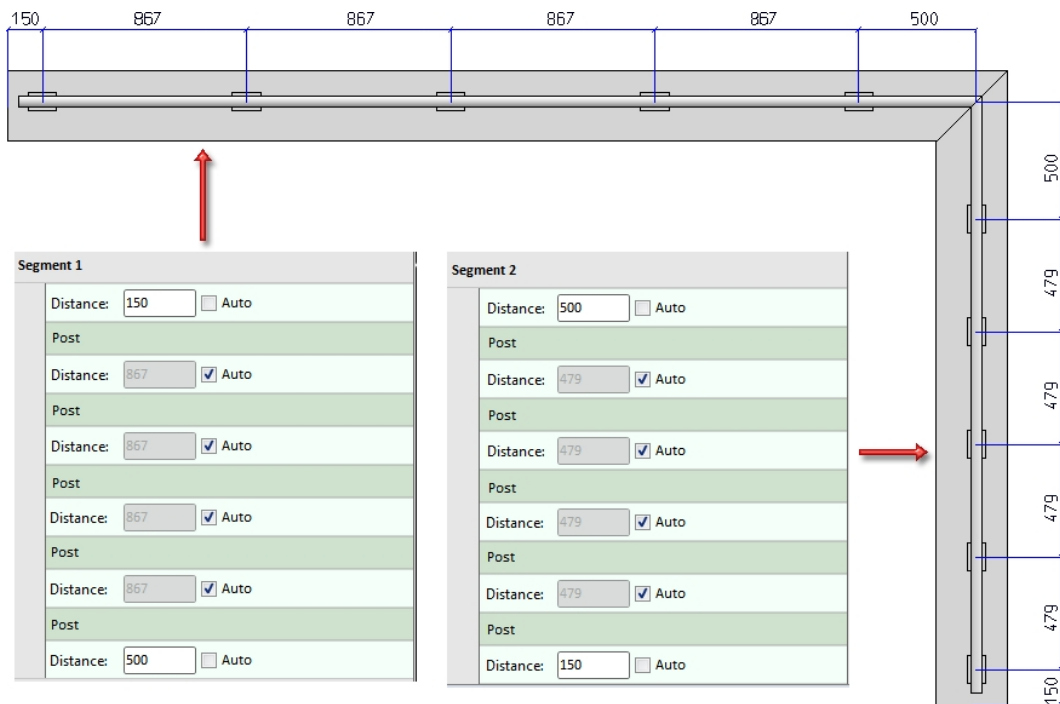 150 867 867 867 867 500
500
479
479
479
479
150
Segment 1
Distance: 150 Auto
Post
Distance: 867 Auto
Post
Distance: 867 Auto
Post
Distance: 867 Auto
Post
Distance: 867 Auto
Post
Distance: 500 Auto
Segment 2
Distance: 500 Auto
Post
Distance: 479 Auto
Post
Distance: 479 Auto
Post
Distance: 479 Auto
Post
Distance: 479 Auto
Post
Distance: 150 Auto